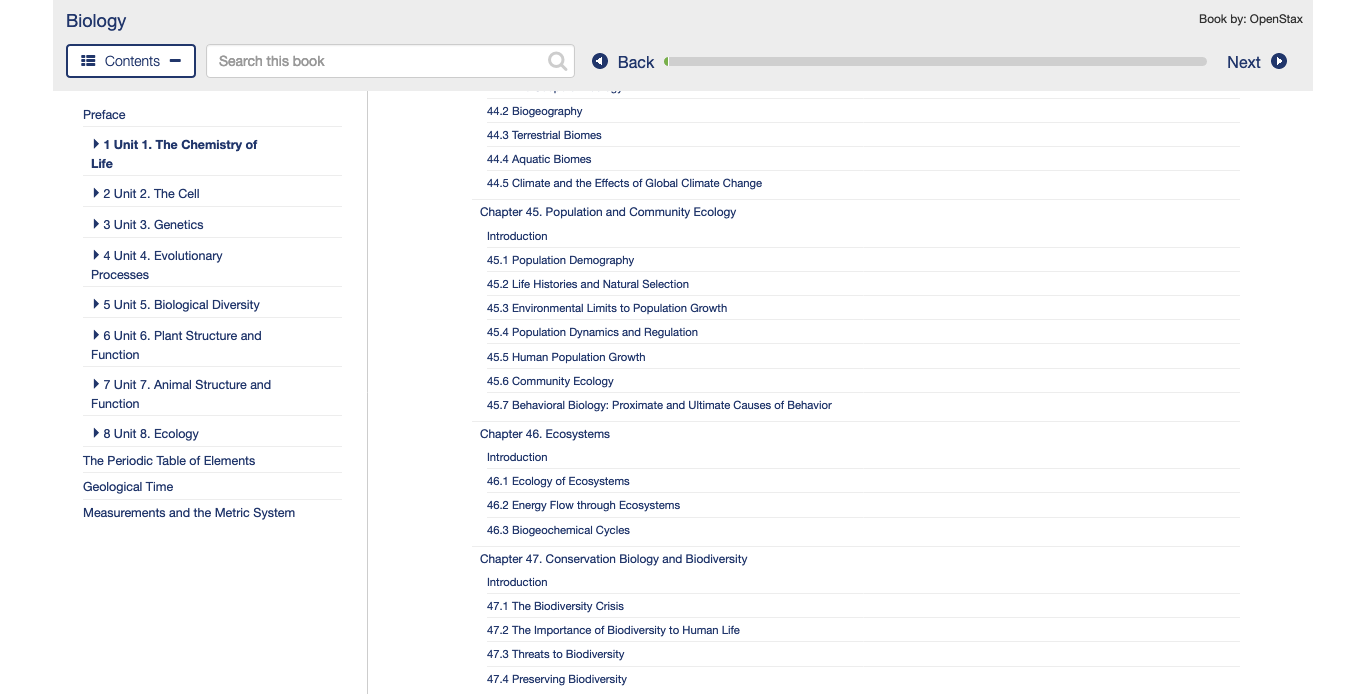 Biology
Book by: OpenStax
Contents
Search this book
Back
Next
Preface
1 Unit 1. The Chemistry of
Life
2 Unit 2. The Cell
3 Unit 3. Genetics
4 Unit 4. Evolutionary
Processes
5 Unit 5. Biological Diversity
6 Unit 6. Plant Structure and
Function
7 Unit 7. Animal Structure and
Function
8 Unit 8. Ecology
The Periodic Table of Elements
Geological Time
Measurements and the Metric System
44.2 Biogeography
44.3 Terrestrial Biomes
44.4 Aquatic Biomes
44.5 Climate and the Effects of Global Climate Change
Chapter 45. Population and Community Ecology
Introduction
45.1 Population Demography
45.2 Life Histories and Natural Selection
45.3 Environmental Limits to Population Growth
45.4 Population Dynamics and Regulation
45.5 Human Population Growth
45.6 Community Ecology
45.7 Behavioral Biology: Proximate and Ultimate Causes of Behavior
Chapter 46. Ecosystems
Introduction
46.1 Ecology of Ecosystems
46.2 Energy Flow through Ecosystems
46.3 Biogeochemical Cycles
Chapter 47. Conservation Biology and Biodiversity
Introduction
47.1 The Biodiversity Crisis
47.2 The Importance of Biodiversity to Human Life
47.3 Threats to Biodiversity
47.4 Preserving Biodiversity